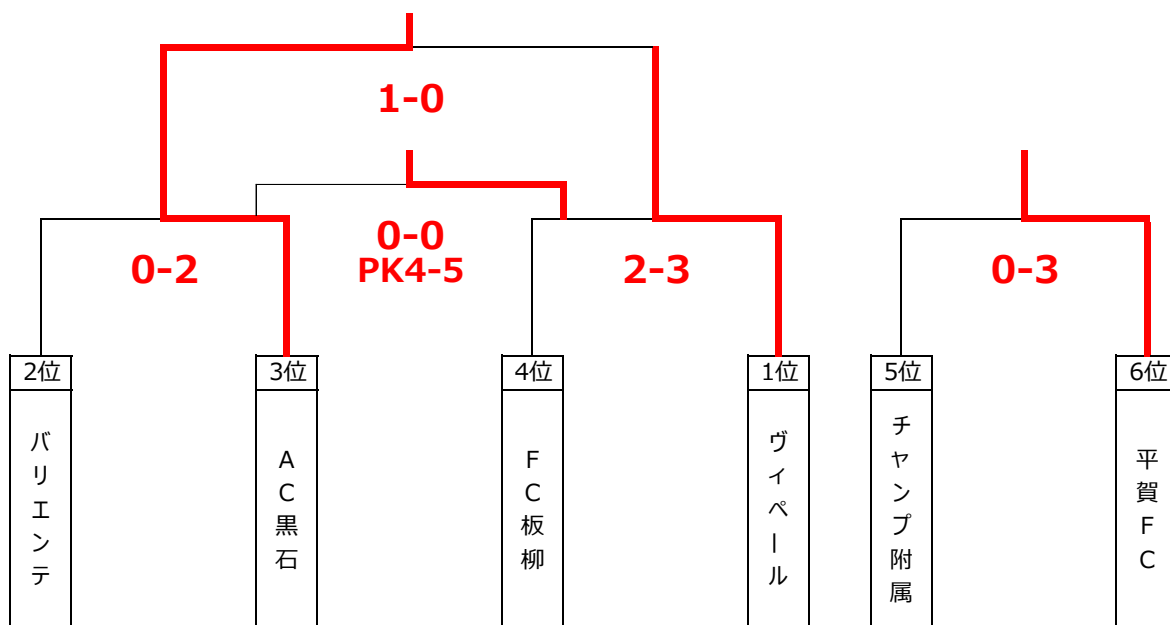 1-0
0-0
PK4-5
0-2
2-3
0-3
2位
3位
4位
1位
5位
6位
バリエンテ
AC黒石
FC板柳
ヴィペール
チャンプ附属
平賀FC